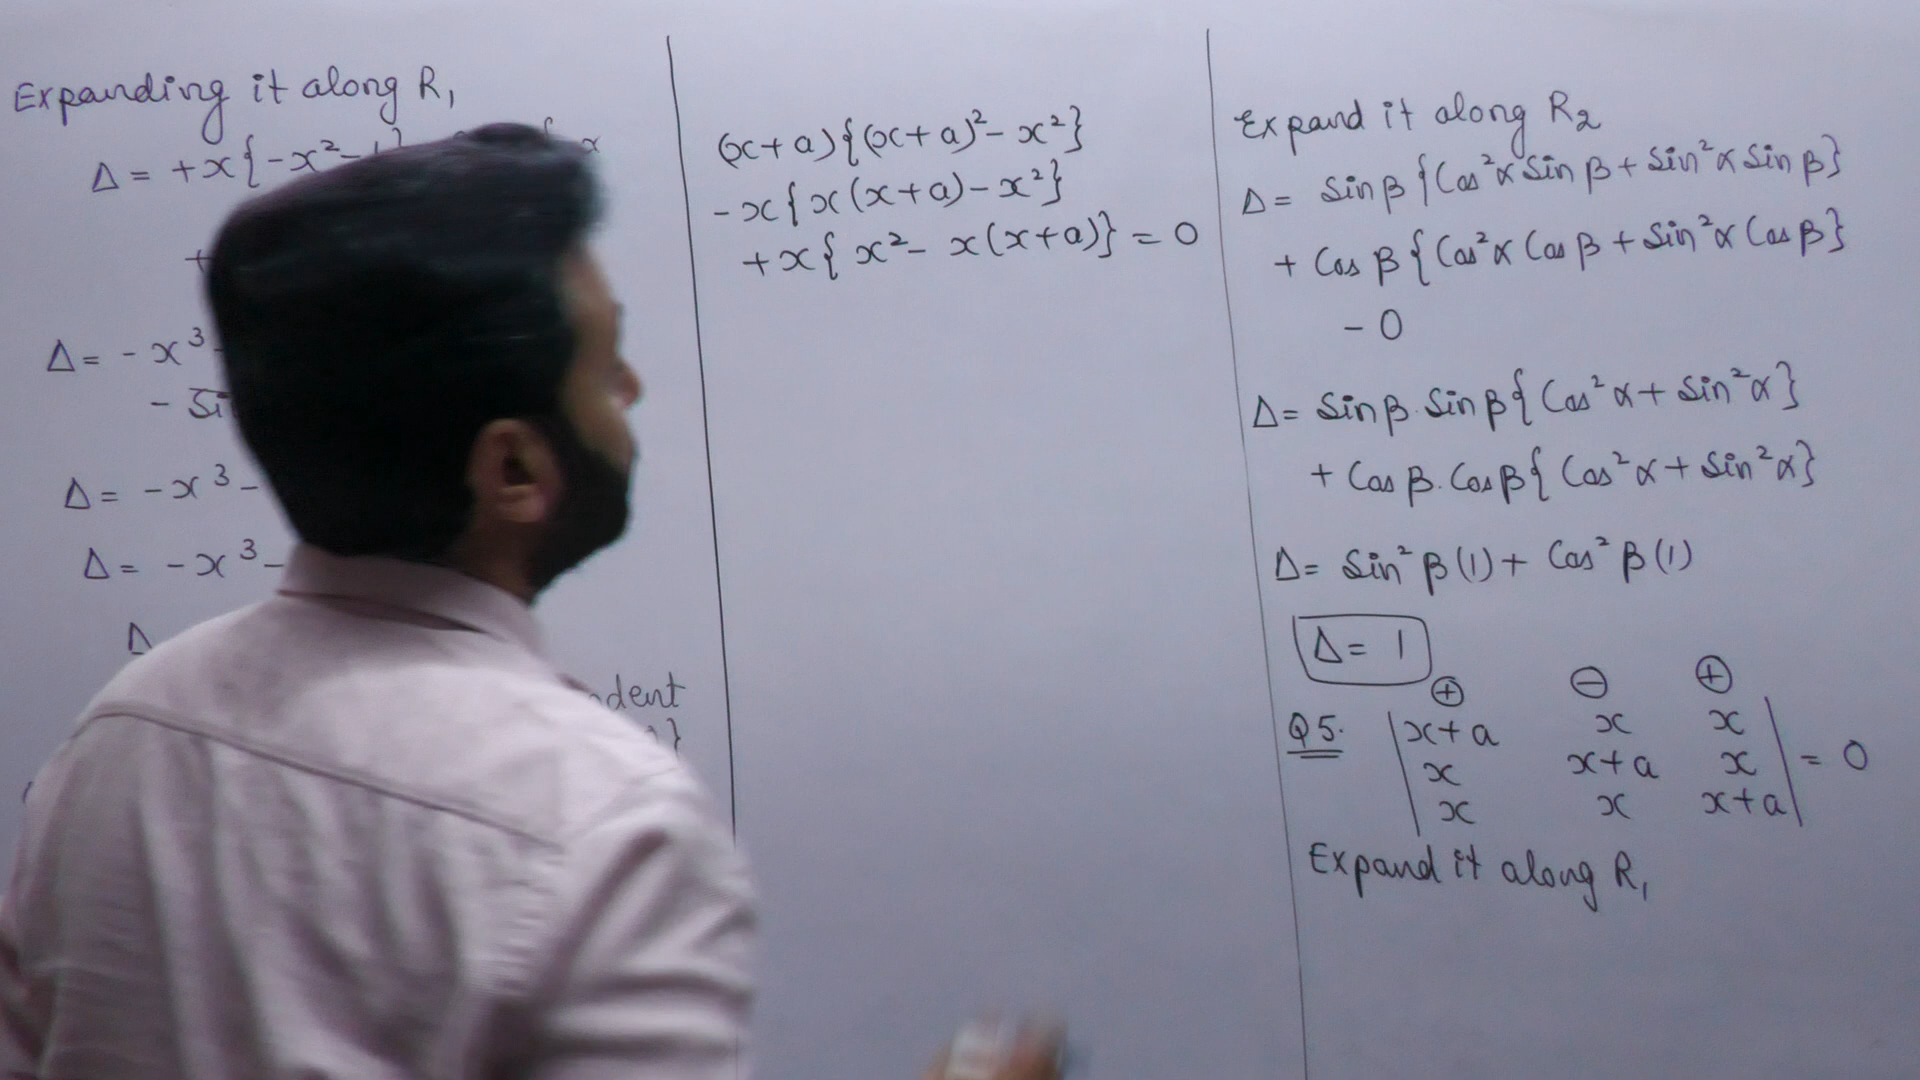 Expanding it along R₁
Δ = +x{-x²-1} x
+
Δ = -x³
- Si
Δ = -x³ -
Δ = -x³ -
Δ
}
(x+a){(x+a)² - x²}
-x{x(x+a) - x²}
+x{x² - x(x+a)} = 0
Expand it along R₂
Δ = Sin β {Cos²α Sin β + Sin²α Sin β}
+ Cos β {Cos²α Cos β + Sin²α Cos β}
- 0
Δ = Sin β. Sin β{Cos²α + Sin²α}
+ Cos β. Cos β{Cos²α + Sin²α}
Δ = Sin²β(1) + Cos²β(1)
Δ = 1
⊕ ⊖ ⊕
Q5. |x+a x x|
|x x+a x| = 0
|x x x+a|
Expand it along R₁